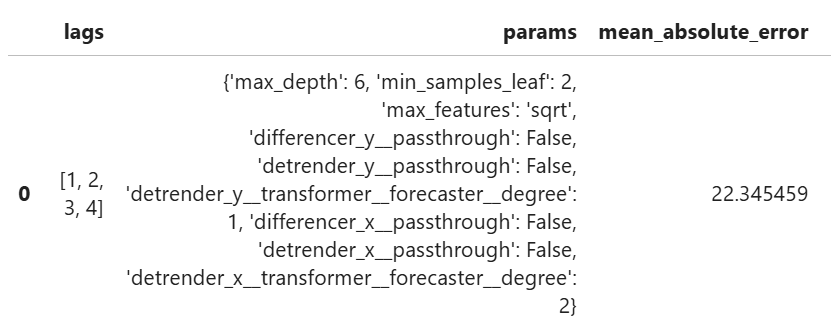 lags params mean_absolute_error
{'max_depth': 6, 'min_samples_leaf': 2,
'max_features': 'sqrt',
'differencer_y__passthrough': False,
'detrender_y__passthrough': False,
0 [1, 2, 3, 4] 'detrender_y__transformer__forecaster__degree': 22.345459
1, 'differencer_x__passthrough': False,
'detrender_x__passthrough': False,
'detrender_x__transformer__forecaster__degree':
2}